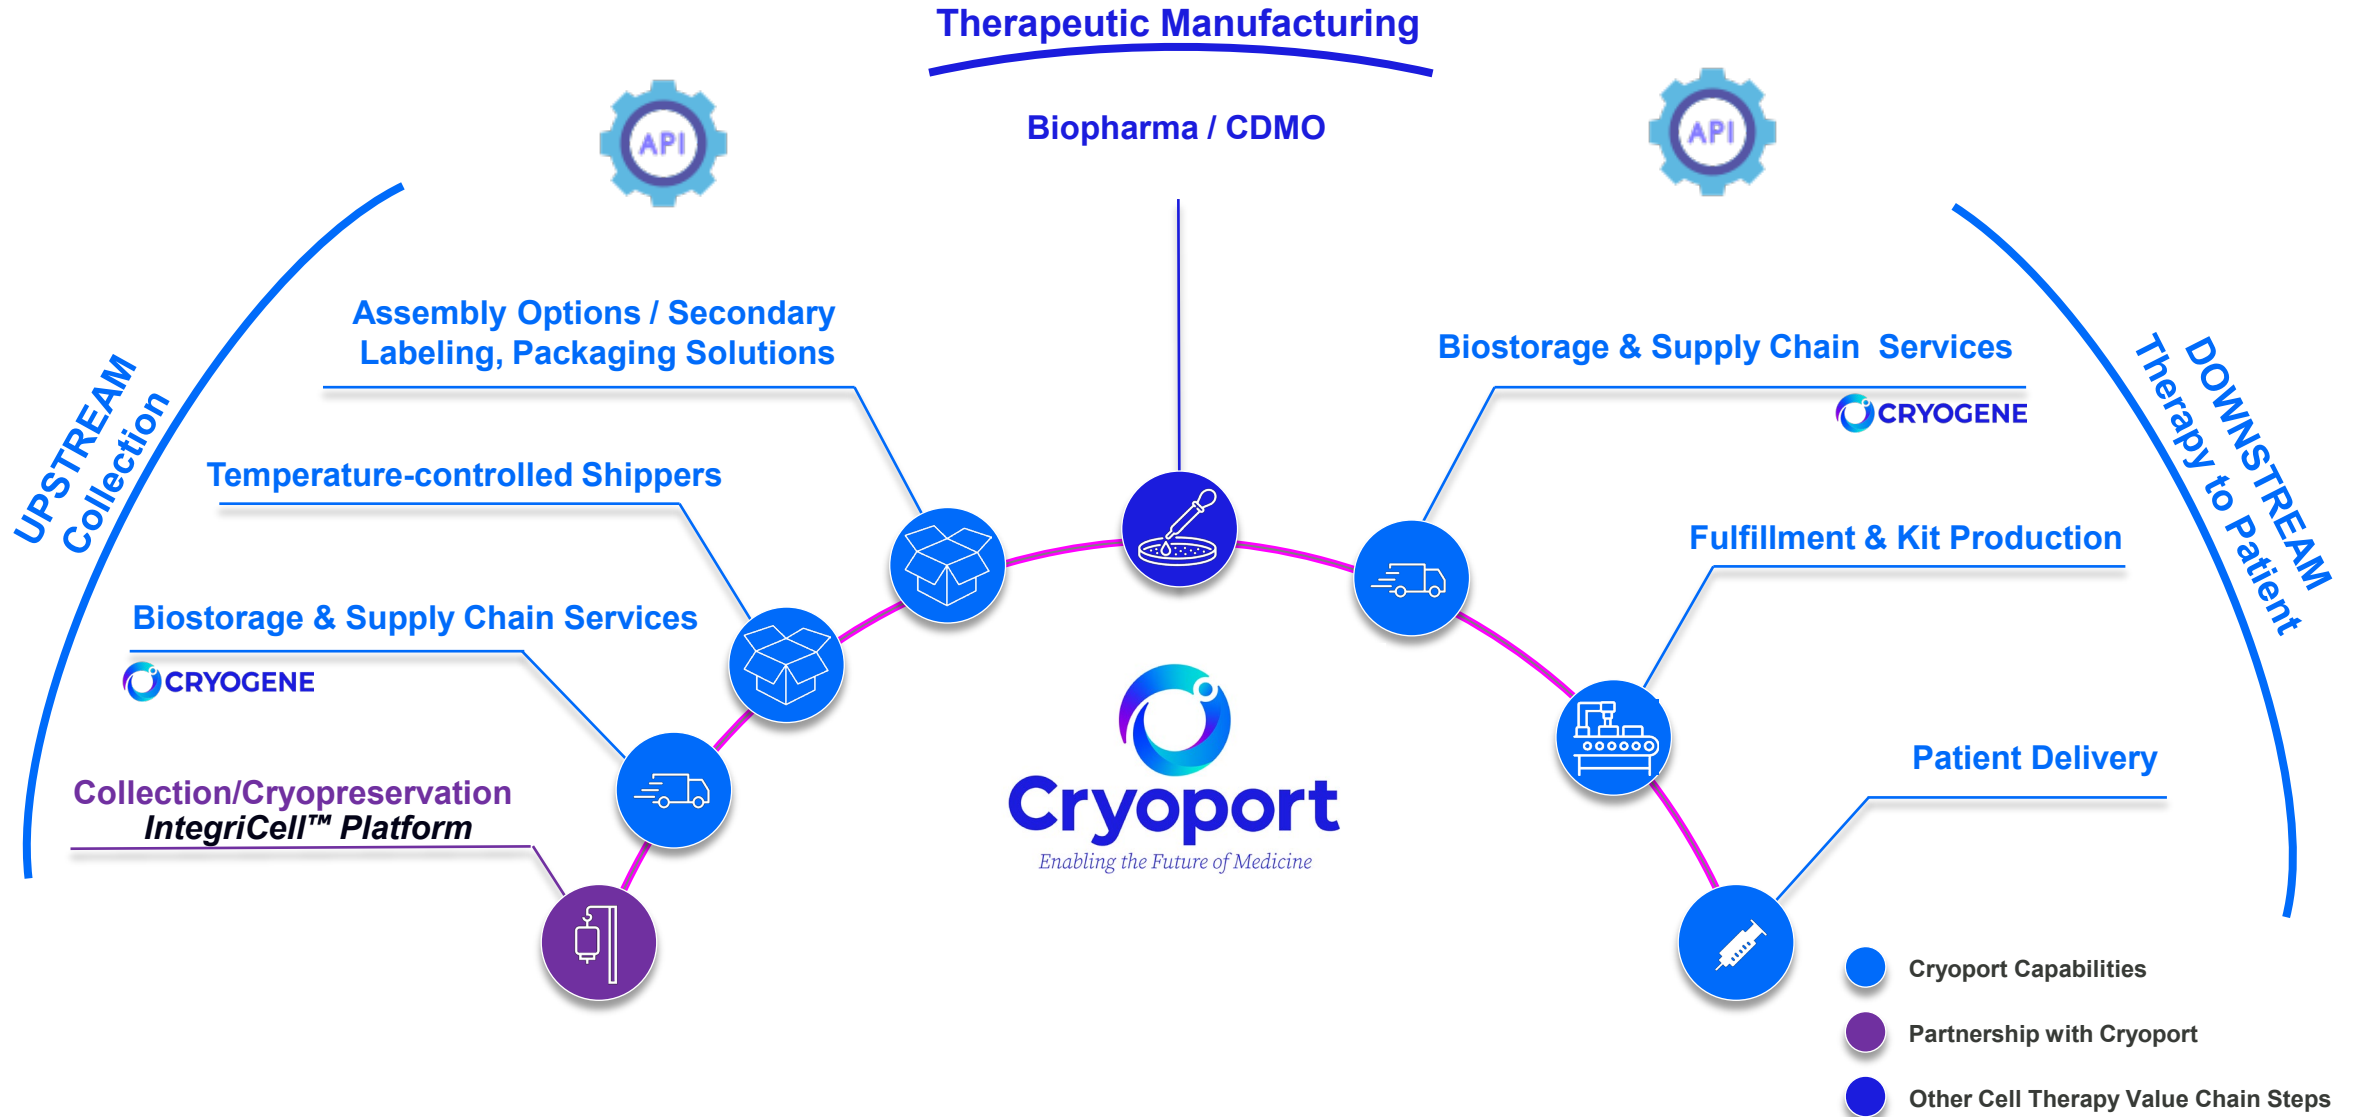 Therapeutic Manufacturing
Biopharma / CDMO
API
API
UPSTREAM
Collection
Assembly Options / Secondary
Labeling, Packaging Solutions
Temperature-controlled Shippers
Biostorage & Supply Chain Services
CRYOGENE
Collection/Cryopreservation
IntegriCell™ Platform
Cryoport
Enabling the Future of Medicine
Biostorage & Supply Chain  Services
CRYOGENE
Fulfillment & Kit Production
Patient Delivery
DOWNSTREAM
Therapy to Patient
Cryoport Capabilities
Partnership with Cryoport
Other Cell Therapy Value Chain Steps